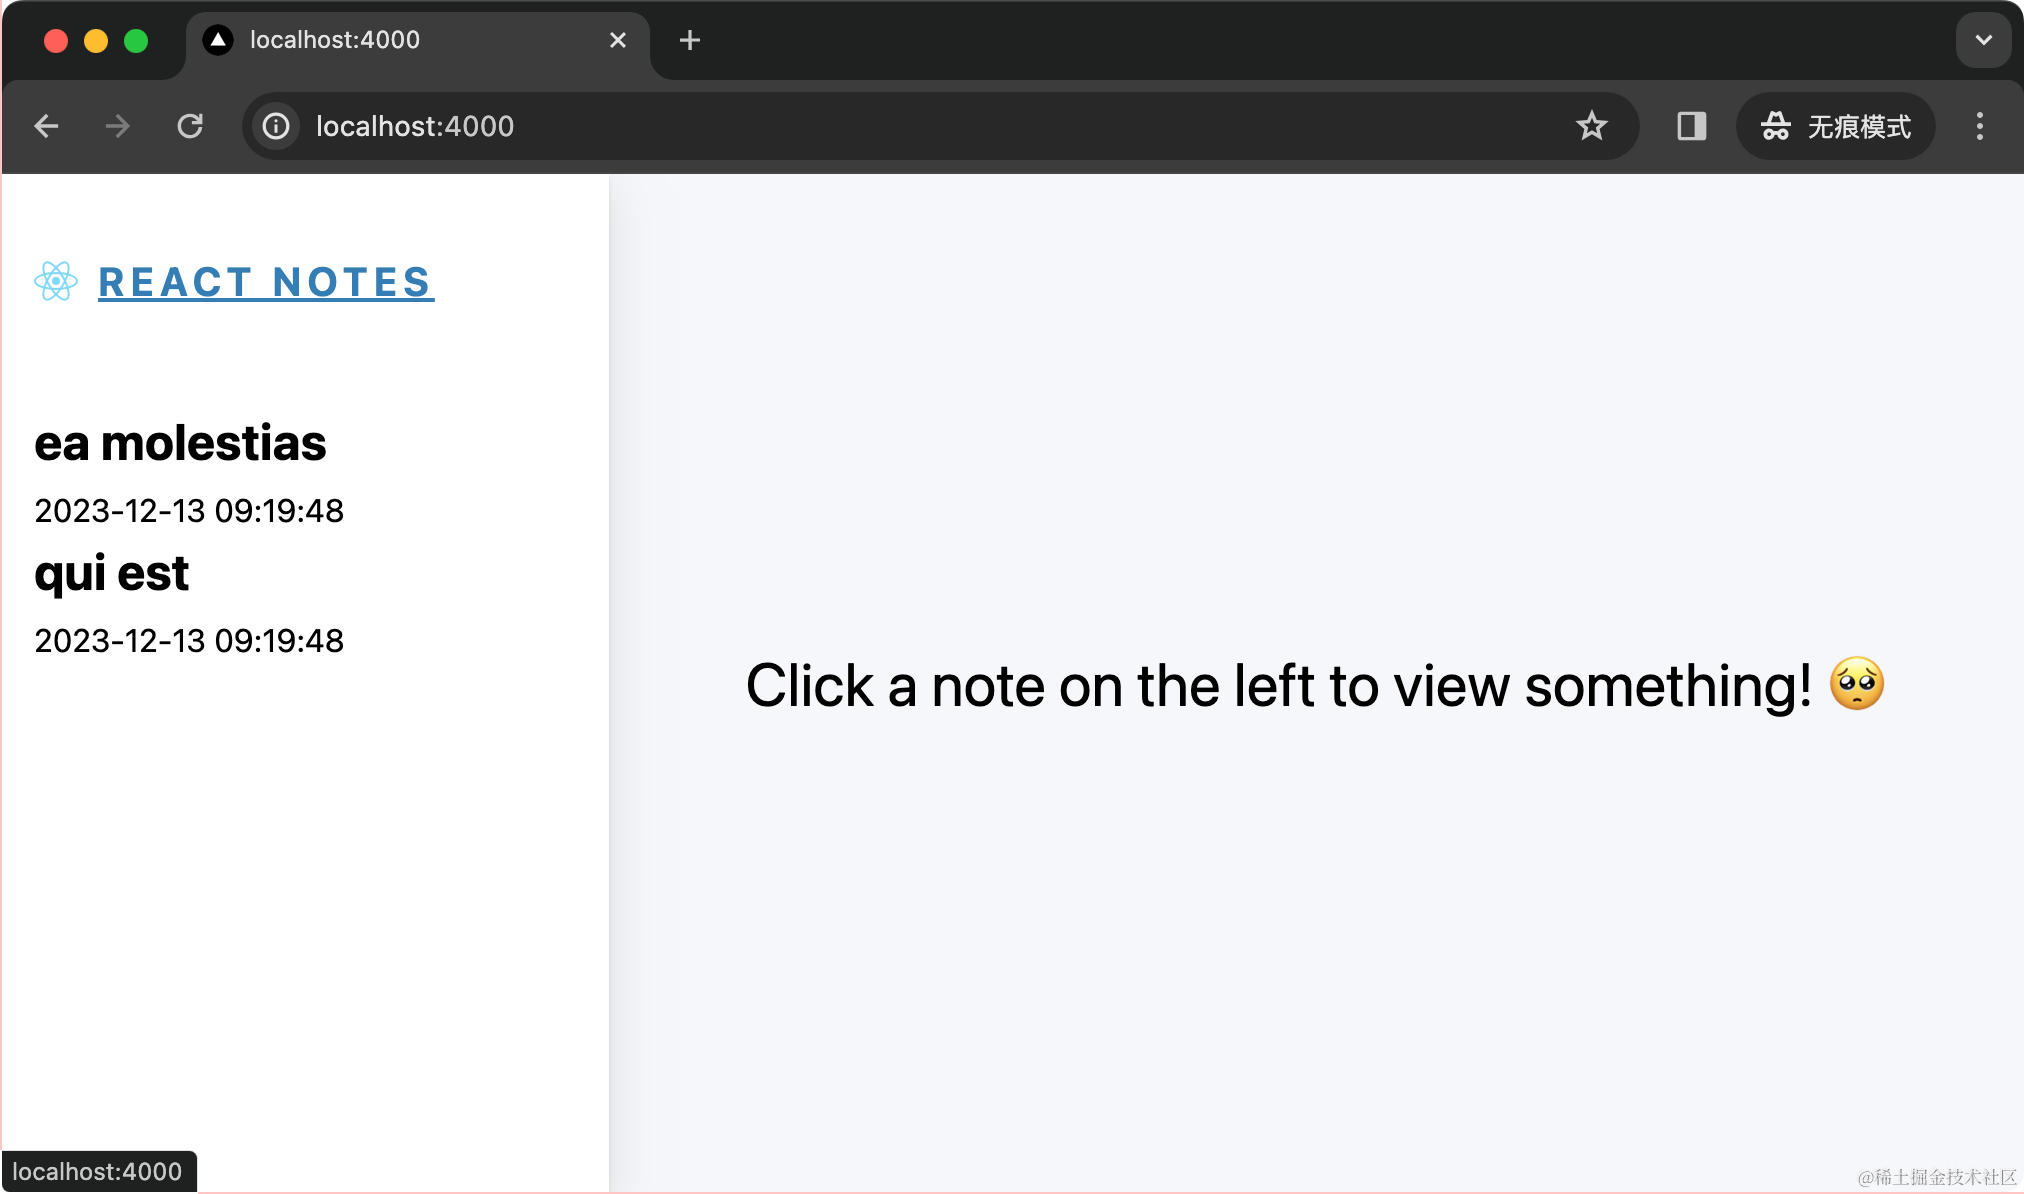 localhost:4000
localhost:4000
无痕模式
REACT NOTES
ea molestias
2023-12-13 09:19:48
qui est
2023-12-13 09:19:48
Click a note on the left to view something! 🥺
localhost:4000
@稀土掘金技术社区